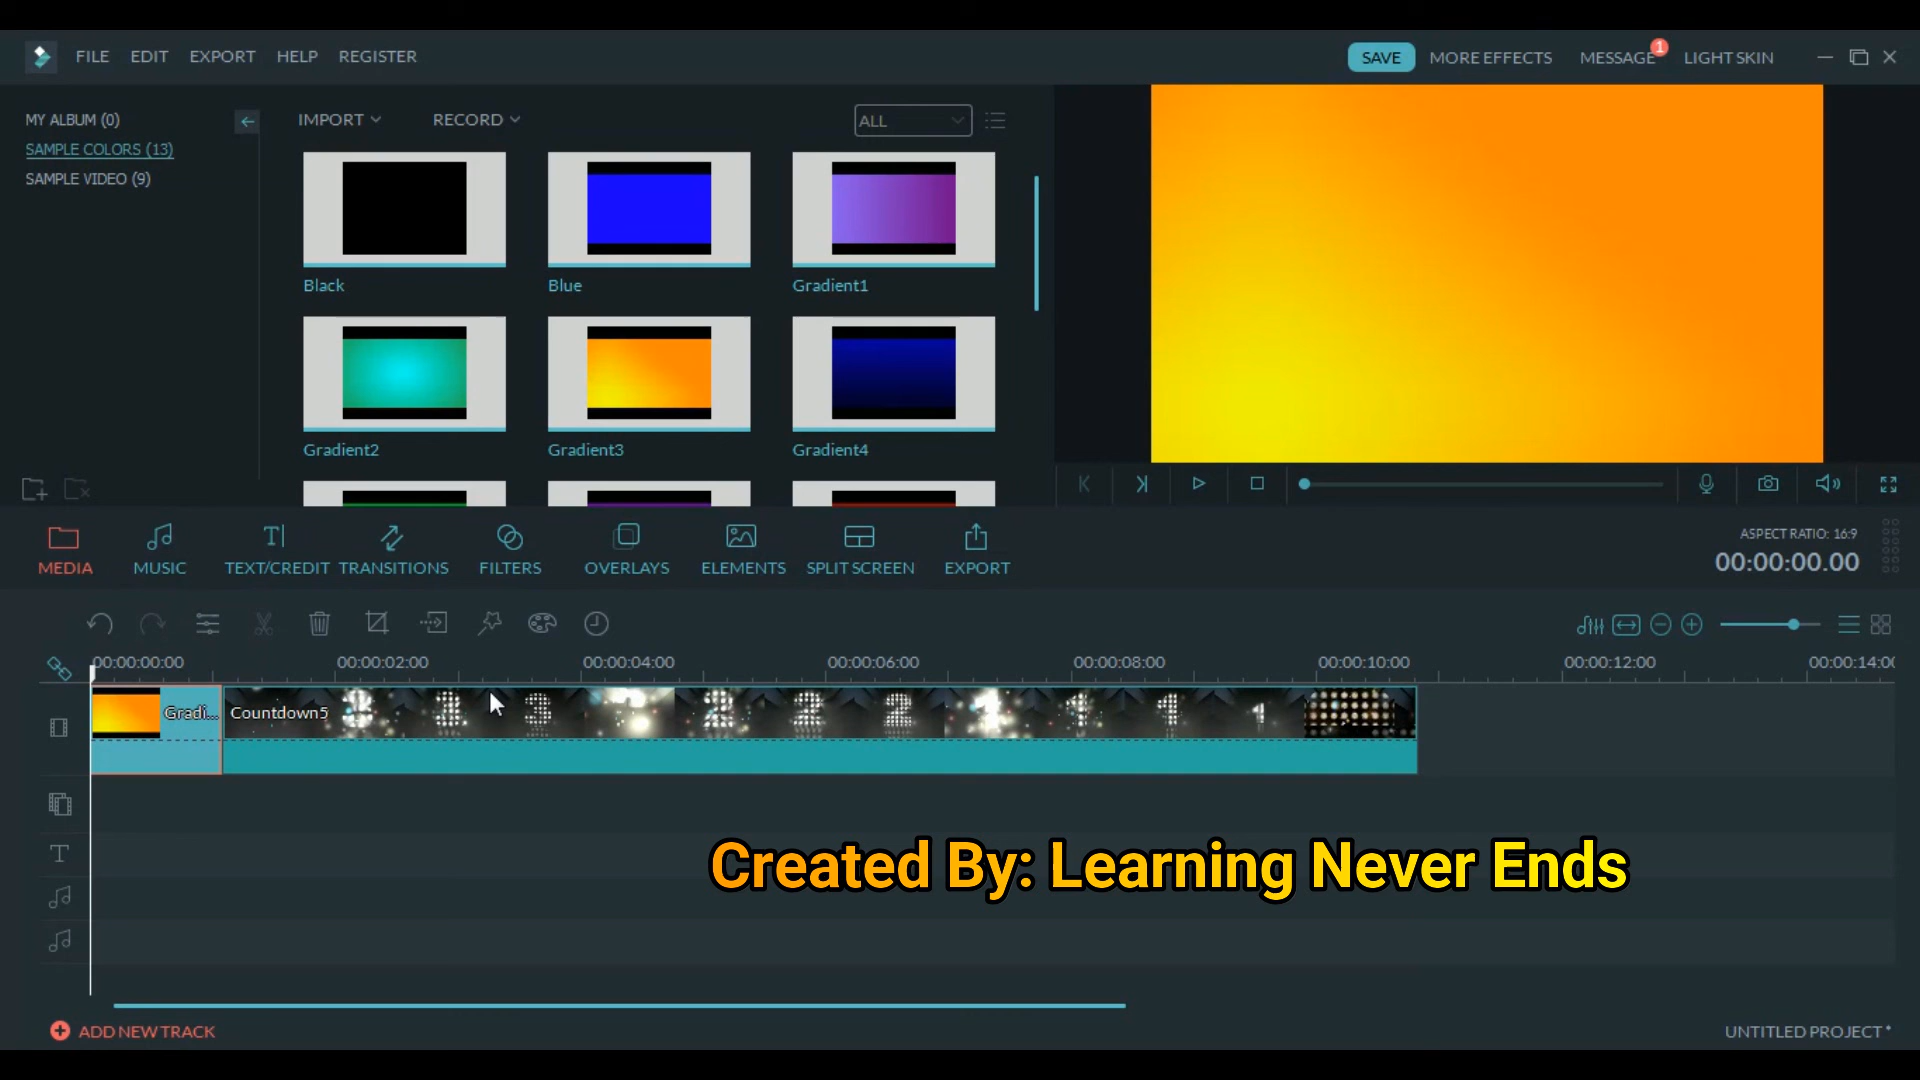 FILE EDIT EXPORT HELP REGISTER
SAVE MORE EFFECTS MESSAGE 1 LIGHT SKIN
MY ALBUM (0)
SAMPLE COLORS (13)
SAMPLE VIDEO (9)
IMPORT RECORD ALL
Black Blue Gradient1
Gradient2 Gradient3 Gradient4
MEDIA MUSIC TEXT/CREDIT TRANSITIONS FILTERS OVERLAYS ELEMENTS SPLIT SCREEN EXPORT
ASPECT RATIO: 16:9
00:00:00.00
00:00:00:00 00:00:02:00 00:00:04:00 00:00:06:00 00:00:08:00 00:00:10:00 00:00:12:00 00:00:14:00
Gradi... Countdown5
Created By: Learning Never Ends
ADD NEW TRACK
UNTITLED PROJECT *